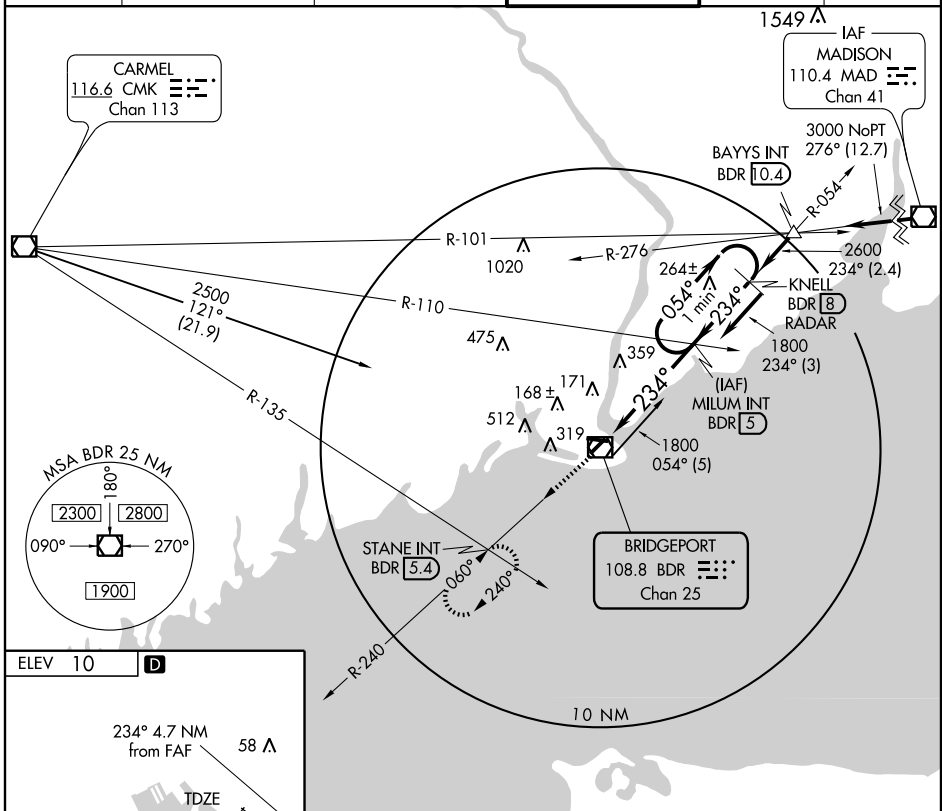 1549
IAF
MADISON
110.4 MAD
Chan 41
CARMEL
116.6 CMK
Chan 113
3000 NoPT
276° (12.7)
BAYYS INT
BDR 10.4
R-054
R-101
1020
R-276
2600
234° (2.4)
264±
054°
1 min
234°
KNELL
BDR 8
RADAR
2500
121°
(21.9)
R-110
1800
234° (3)
475
359
(IAF)
MILUM INT
BDR 5
234°
171
168±
512
319
R-135
1800
054° (5)
MSA BDR 25 NM
180°
2300
2800
090°
270°
1900
STANE INT
BDR 5.4
060°
240°
BRIDGEPORT
108.8 BDR
Chan 25
R-240
10 NM
ELEV 10
D
234° 4.7 NM
from FAF
58
TDZE